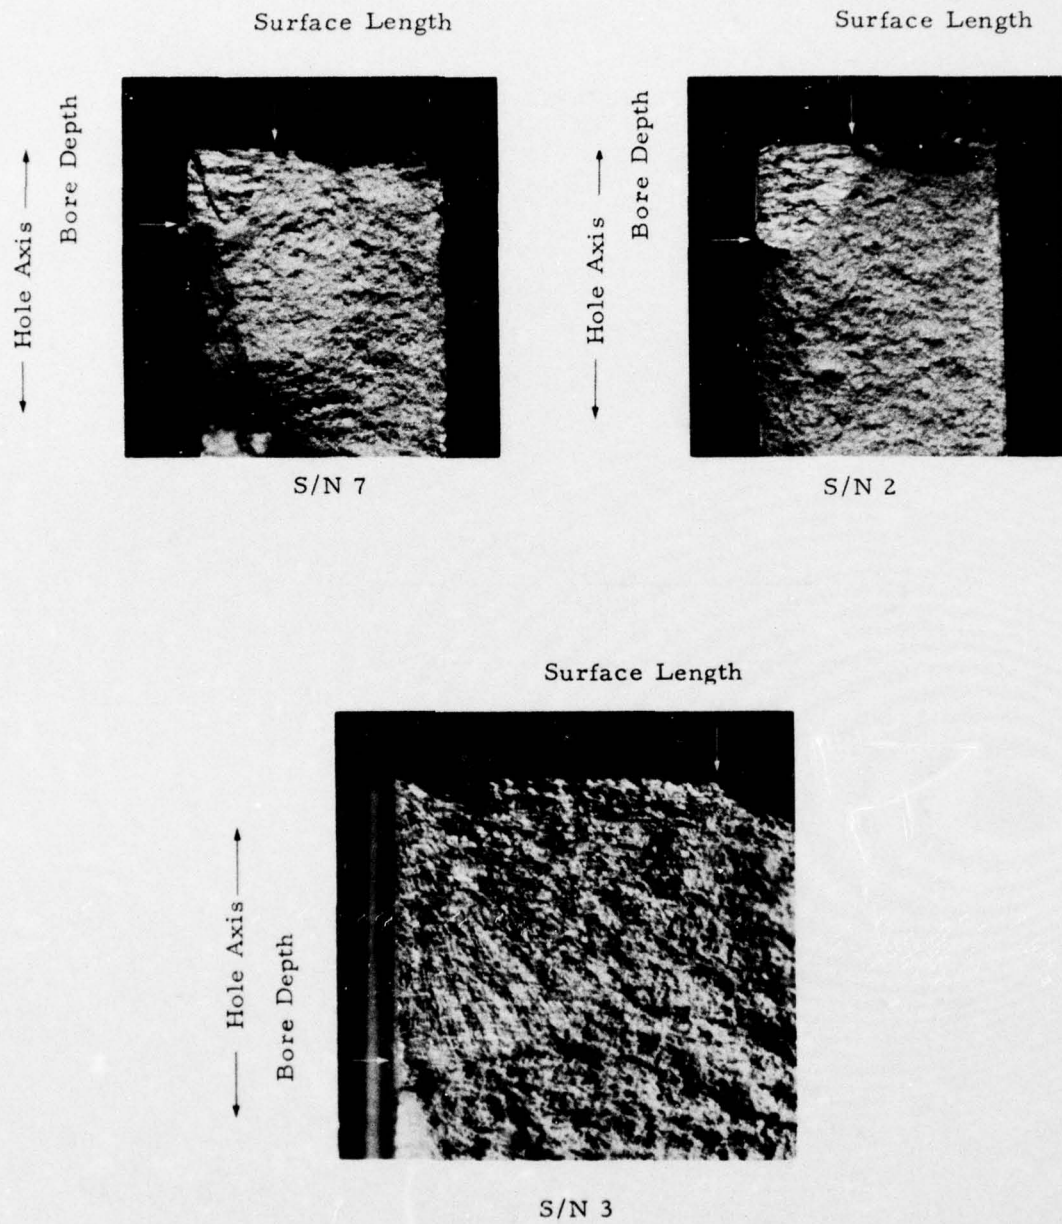 Surface Length
Surface Length
Hole Axis
Bore Depth
Hole Axis
Bore Depth
S/N 7
S/N 2
Surface Length
Hole Axis
Bore Depth
S/N 3